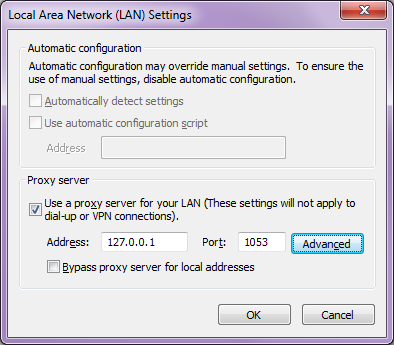 Local Area Network (LAN) Settings
Automatic configuration
Automatic configuration may override manual settings. To ensure the
use of manual settings, disable automatic configuration.
Automatically detect settings
Use automatic configuration script
Address
Proxy server
Use a proxy server for your LAN (These settings will not apply to
dial-up or VPN connections).
Address: 127.0.0.1 Port: 1053 Advanced
Bypass proxy server for local addresses
OK Cancel